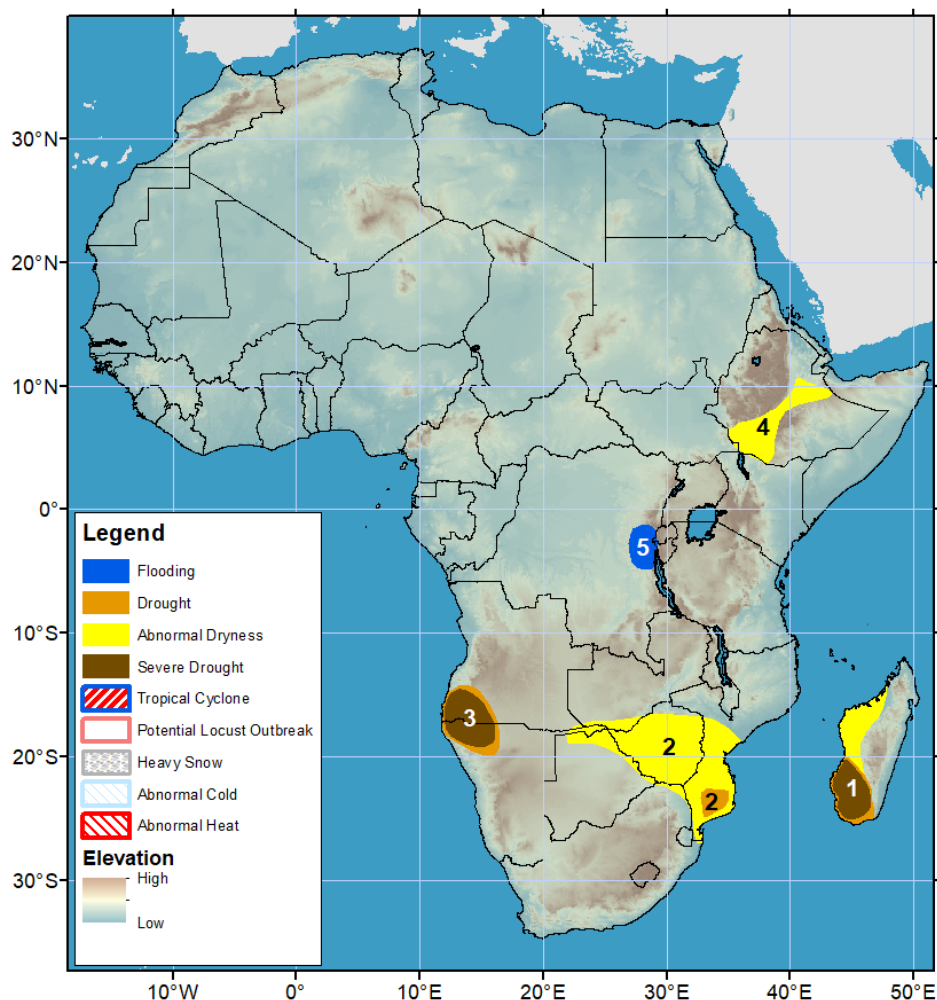 30°N
20°N
10°N
0°
10°S
20°S
30°S
4
5
3
2
2
1
Legend
Flooding
Drought
Abnormal Dryness
Severe Drought
Tropical Cyclone
Potential Locust Outbreak
Heavy Snow
Abnormal Cold
Abnormal Heat
Elevation
High
Low
10°W 0° 10°E 20°E 30°E 40°E 50°E